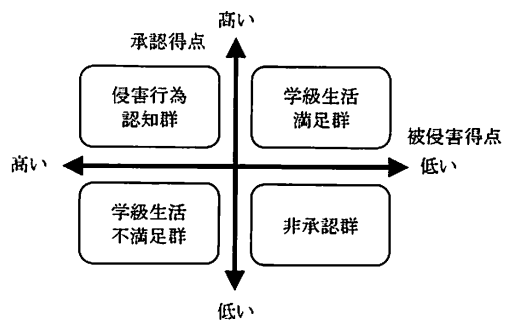 高い
承認得点
侵害行為
認知群
学級生活
満足群
被侵害得点
高い
低い
学級生活
不満足群
非承認群
低い